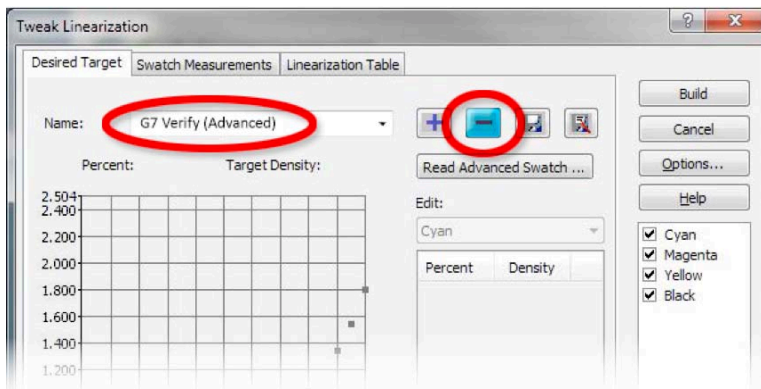 Tweak Linearization
Desired Target Swatch Measurements Linearization Table
Name: G7 Verify (Advanced)
Percent: Target Density:
Read Advanced Swatch ...
Edit:
Cyan
Percent Density
2.504
2.400
2.200
2.000
1.800
1.600
1.400
1.200
Build
Cancel
Options...
Help
Cyan
Magenta
Yellow
Black